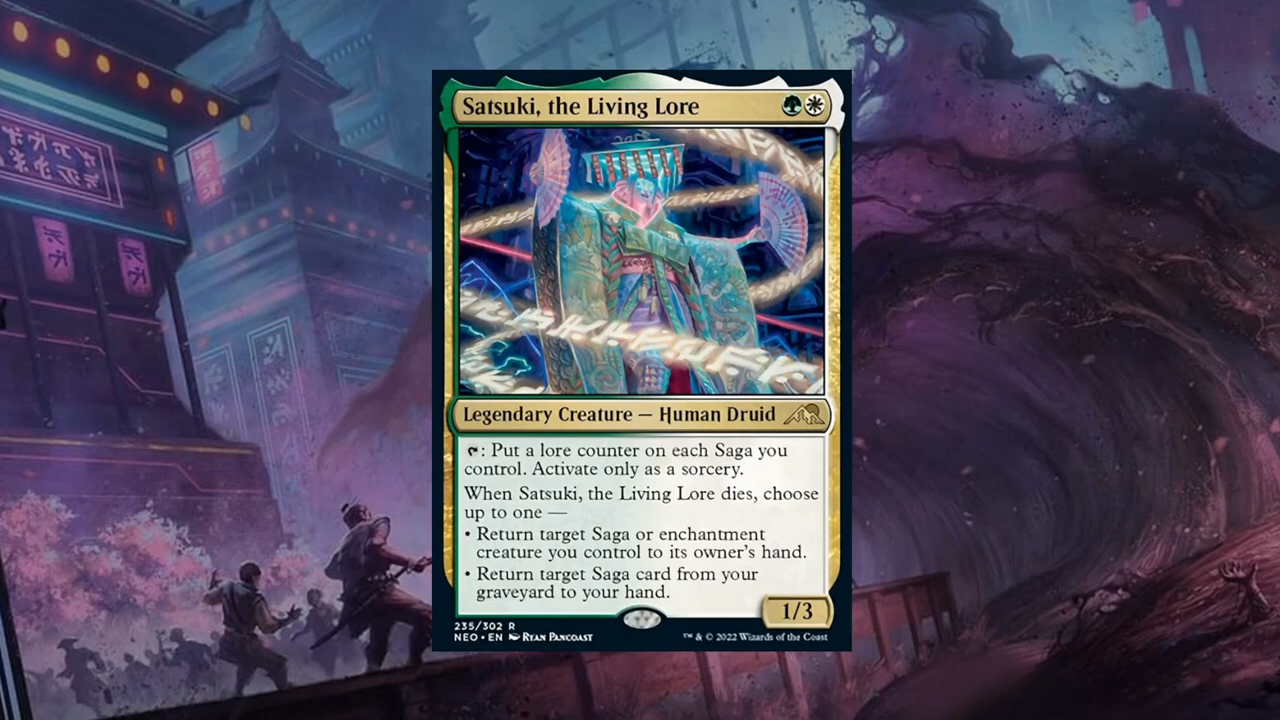 Satsuki, the Living Lore
Legendary Creature — Human Druid
: Put a lore counter on each Saga you
control. Activate only as a sorcery.
When Satsuki, the Living Lore dies, choose
up to one —
• Return target Saga or enchantment
creature you control to its owner's hand.
• Return target Saga card from your
graveyard to your hand.
1/3
235/302 R
NEO • EN Ryan Pancoast
™ & © 2022 Wizards of the Coast